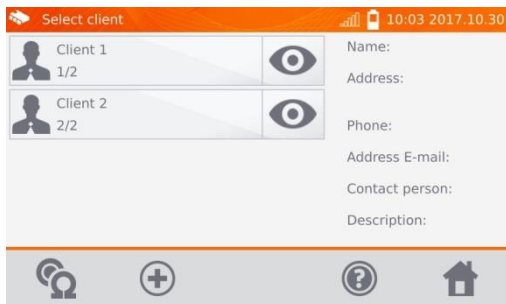 Select client
10:03 2017.10.30
Client 1
1/2
Client 2
2/2
Name:
Address:
Phone:
Address E-mail:
Contact person:
Description:
Ω
?